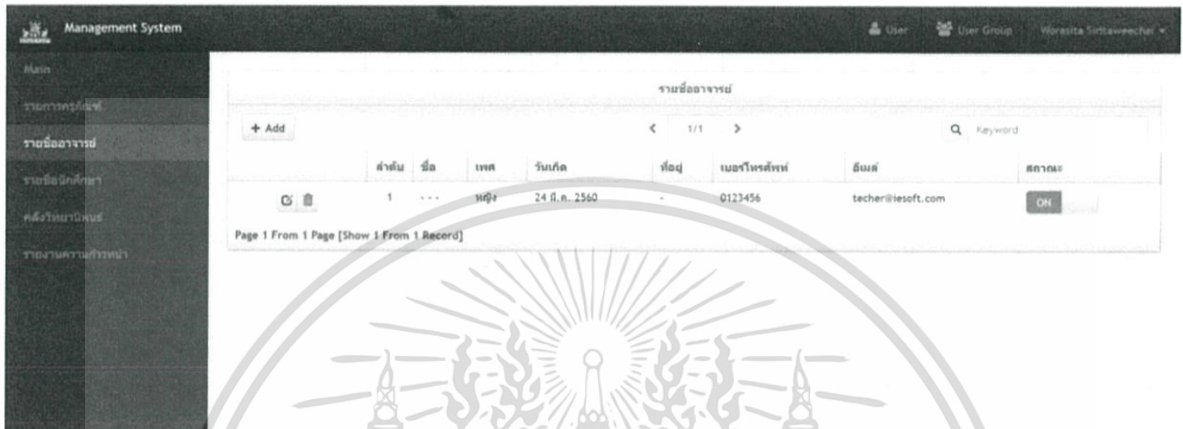 Management System
User
User Group
Worasita Sirttaweechai
Main
รายการครุภัณฑ์
รายชื่ออาจารย์
รายชื่อนักศึกษา
คลังวิทยานิพนธ์
รายงานความก้าวหน้า
รายชื่ออาจารย์
+ Add
< 1/1 >
Keyword
ลำดับ ชื่อ เพศ วันเกิด ที่อยู่ เบอร์โทรศัพท์ อีเมล์ สถานะ
1 --- หญิง 24 มี.ค. 2560 - 0123456 techer@iesoft.com ON
Page 1 From 1 Page [Show 1 From 1 Record]